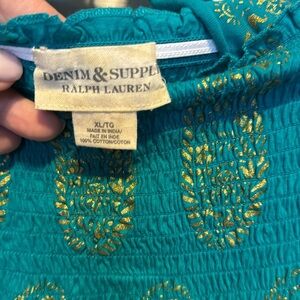 DENIM & SUPPLY
RALPH LAUREN
XL/TG
MADE IN INDIA/
FAIT EN INDE
100% COTTON/COTON